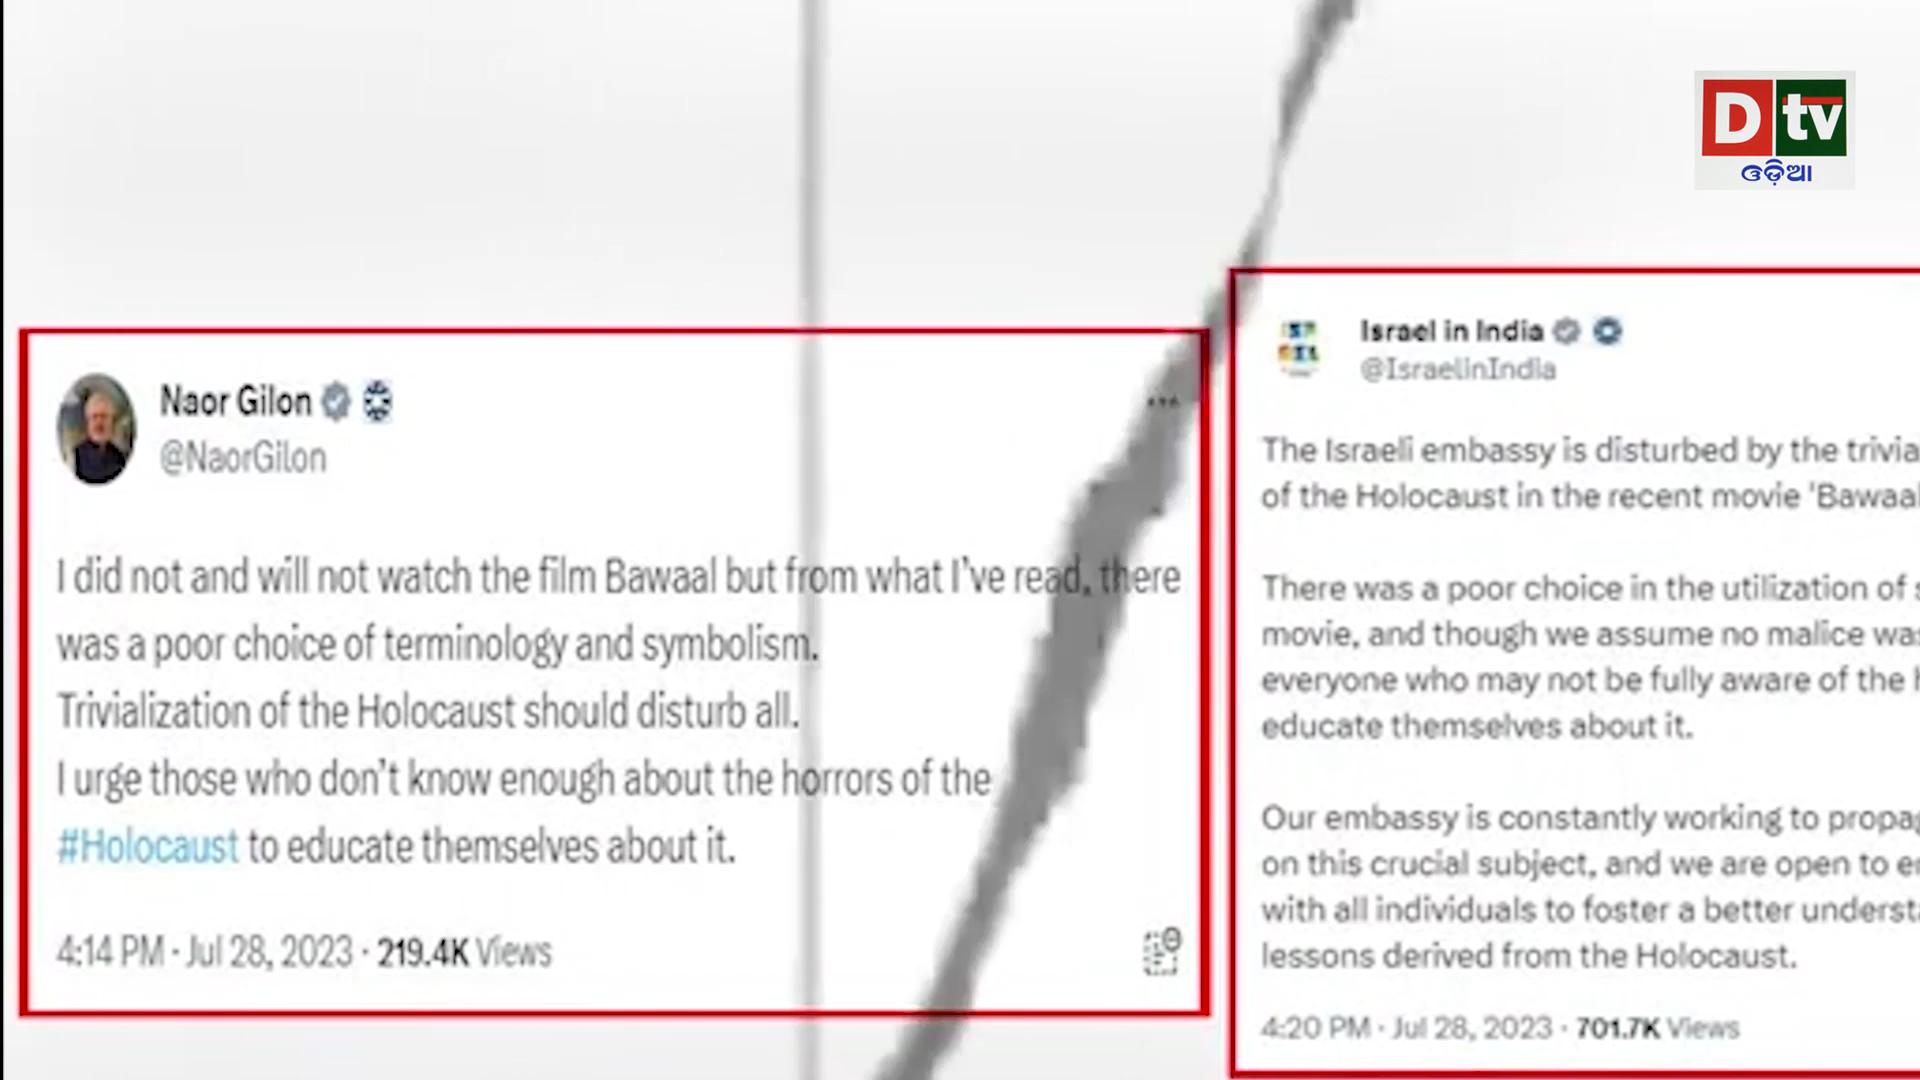 D tv
ଓଡ଼ିଆ
Naor Gilon
@NaorGilon
I did not and will not watch the film Bawaal but from what I've read, there
was a poor choice of terminology and symbolism.
Trivialization of the Holocaust should disturb all.
I urge those who don't know enough about the horrors of the
#Holocaust to educate themselves about it.
4:14 PM · Jul 28, 2023 · 219.4K Views
Israel in India
@IsraelinIndia
The Israeli embassy is disturbed by the trivia
of the Holocaust in the recent movie 'Bawaal
There was a poor choice in the utilization of s
movie, and though we assume no malice was
everyone who may not be fully aware of the h
educate themselves about it.
Our embassy is constantly working to propag
on this crucial subject, and we are open to e
with all individuals to foster a better underst
lessons derived from the Holocaust.
4:20 PM · Jul 28, 2023 · 701.7K Views